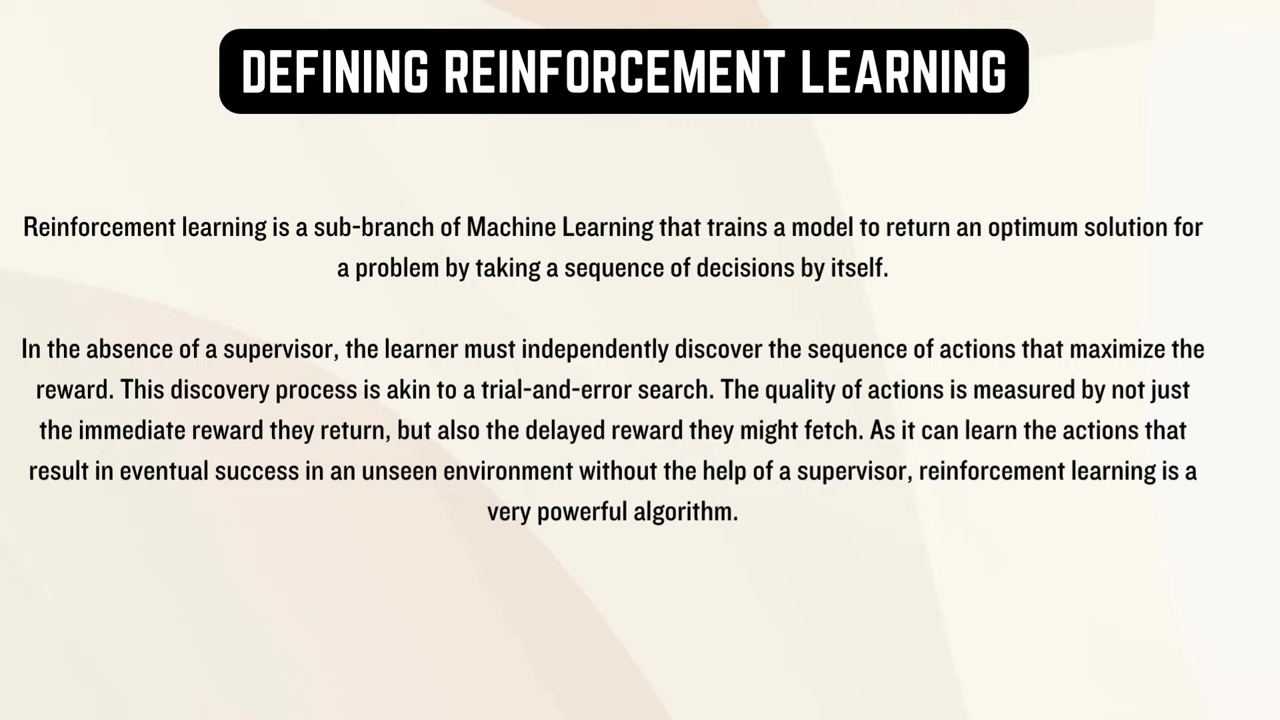 DEFINING REINFORCEMENT LEARNING
Reinforcement learning is a sub-branch of Machine Learning that trains a model to return an optimum solution for
a problem by taking a sequence of decisions by itself.
In the absence of a supervisor, the learner must independently discover the sequence of actions that maximize the
reward. This discovery process is akin to a trial-and-error search. The quality of actions is measured by not just
the immediate reward they return, but also the delayed reward they might fetch. As it can learn the actions that
result in eventual success in an unseen environment without the help of a supervisor, reinforcement learning is a
very powerful algorithm.